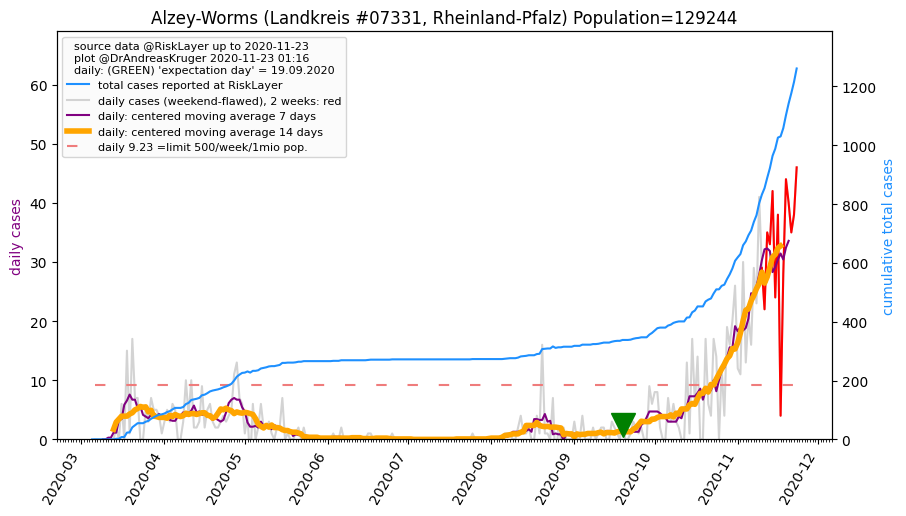 Alzey-Worms (Landkreis #07331, Rheinland-Pfalz) Population=129244
source data @RiskLayer up to 2020-11-23
plot @DrAndreasKruger 2020-11-23 01:16
daily: (GREEN) 'expectation day' = 19.09.2020
total cases reported at RiskLayer
daily cases (weekend-flawed), 2 weeks: red
daily: centered moving average 7 days
daily: centered moving average 14 days
daily 9.23 =limit 500/week/1mio pop.
daily cases
60
50
40
30
20
10
0
cumulative total cases
1200
1000
800
600
400
200
0
2020-03
2020-04
2020-05
2020-06
2020-07
2020-08
2020-09
2020-10
2020-11
2020-12